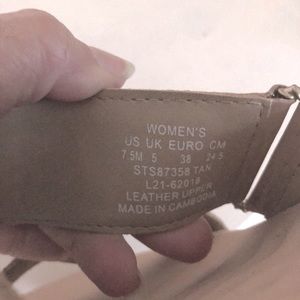 WOMEN'S
US UK EURO CM
7.5M 5 38 24.5
STS87358 TAN
L21-62018
LEATHER UPPER
MADE IN CAMBODIA